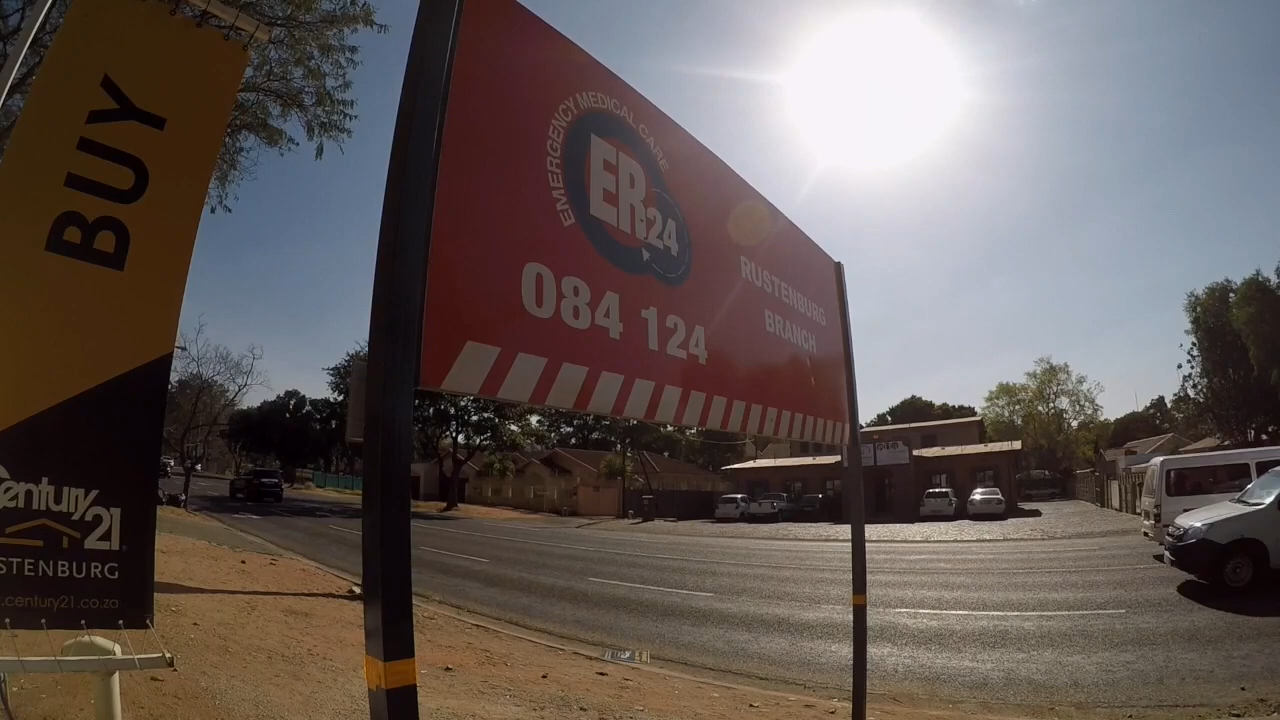 BUY
Century
21
STENBURG
.century21.co.za
EMERGENCY MEDICAL CARE
ER24
084 124
RUSTENBURG
BRANCH